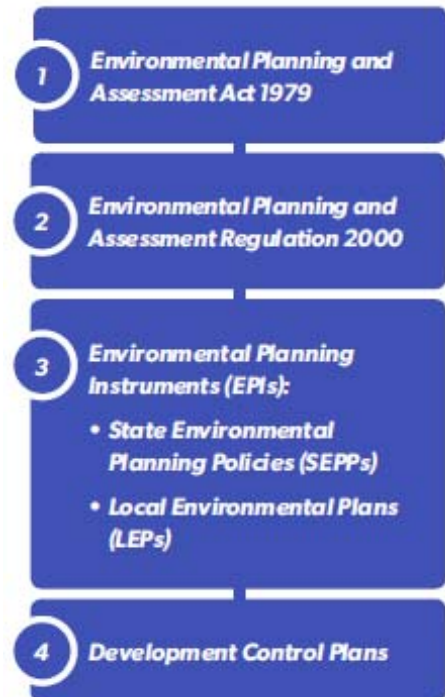 1
Environmental Planning and
Assessment Act 1979
2
Environmental Planning and
Assessment Regulation 2000
3
Environmental Planning
Instruments (EPIs):
• State Environmental
Planning Policies (SEPPs)
• Local Environmental Plans
(LEPs)
4
Development Control Plans